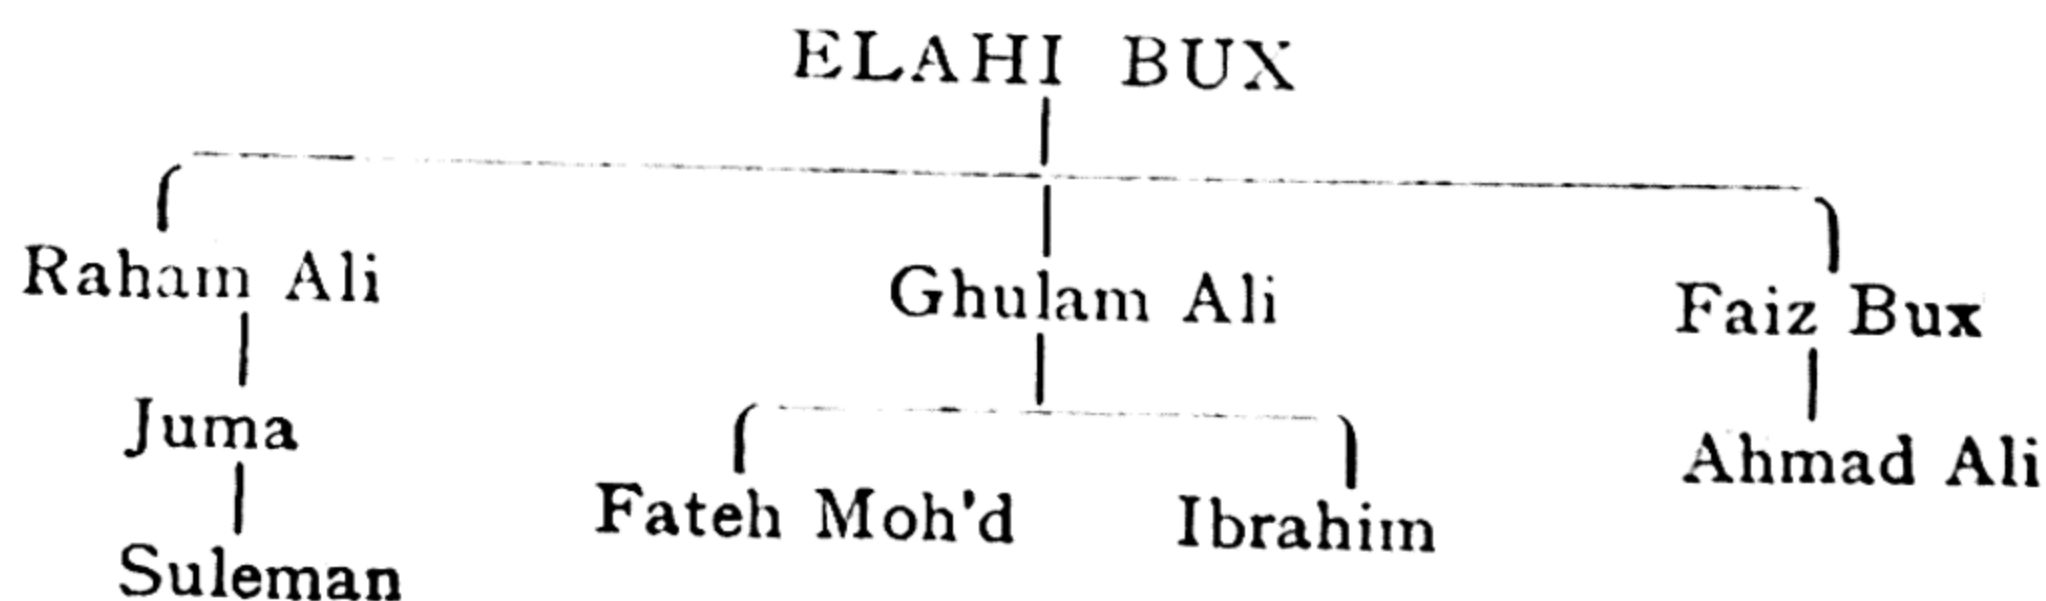 ELAHI BUX
Raham Ali Ghulam Ali Faiz Bux
Juma Ahmad Ali
Fateh Moh'd Ibrahim
Suleman